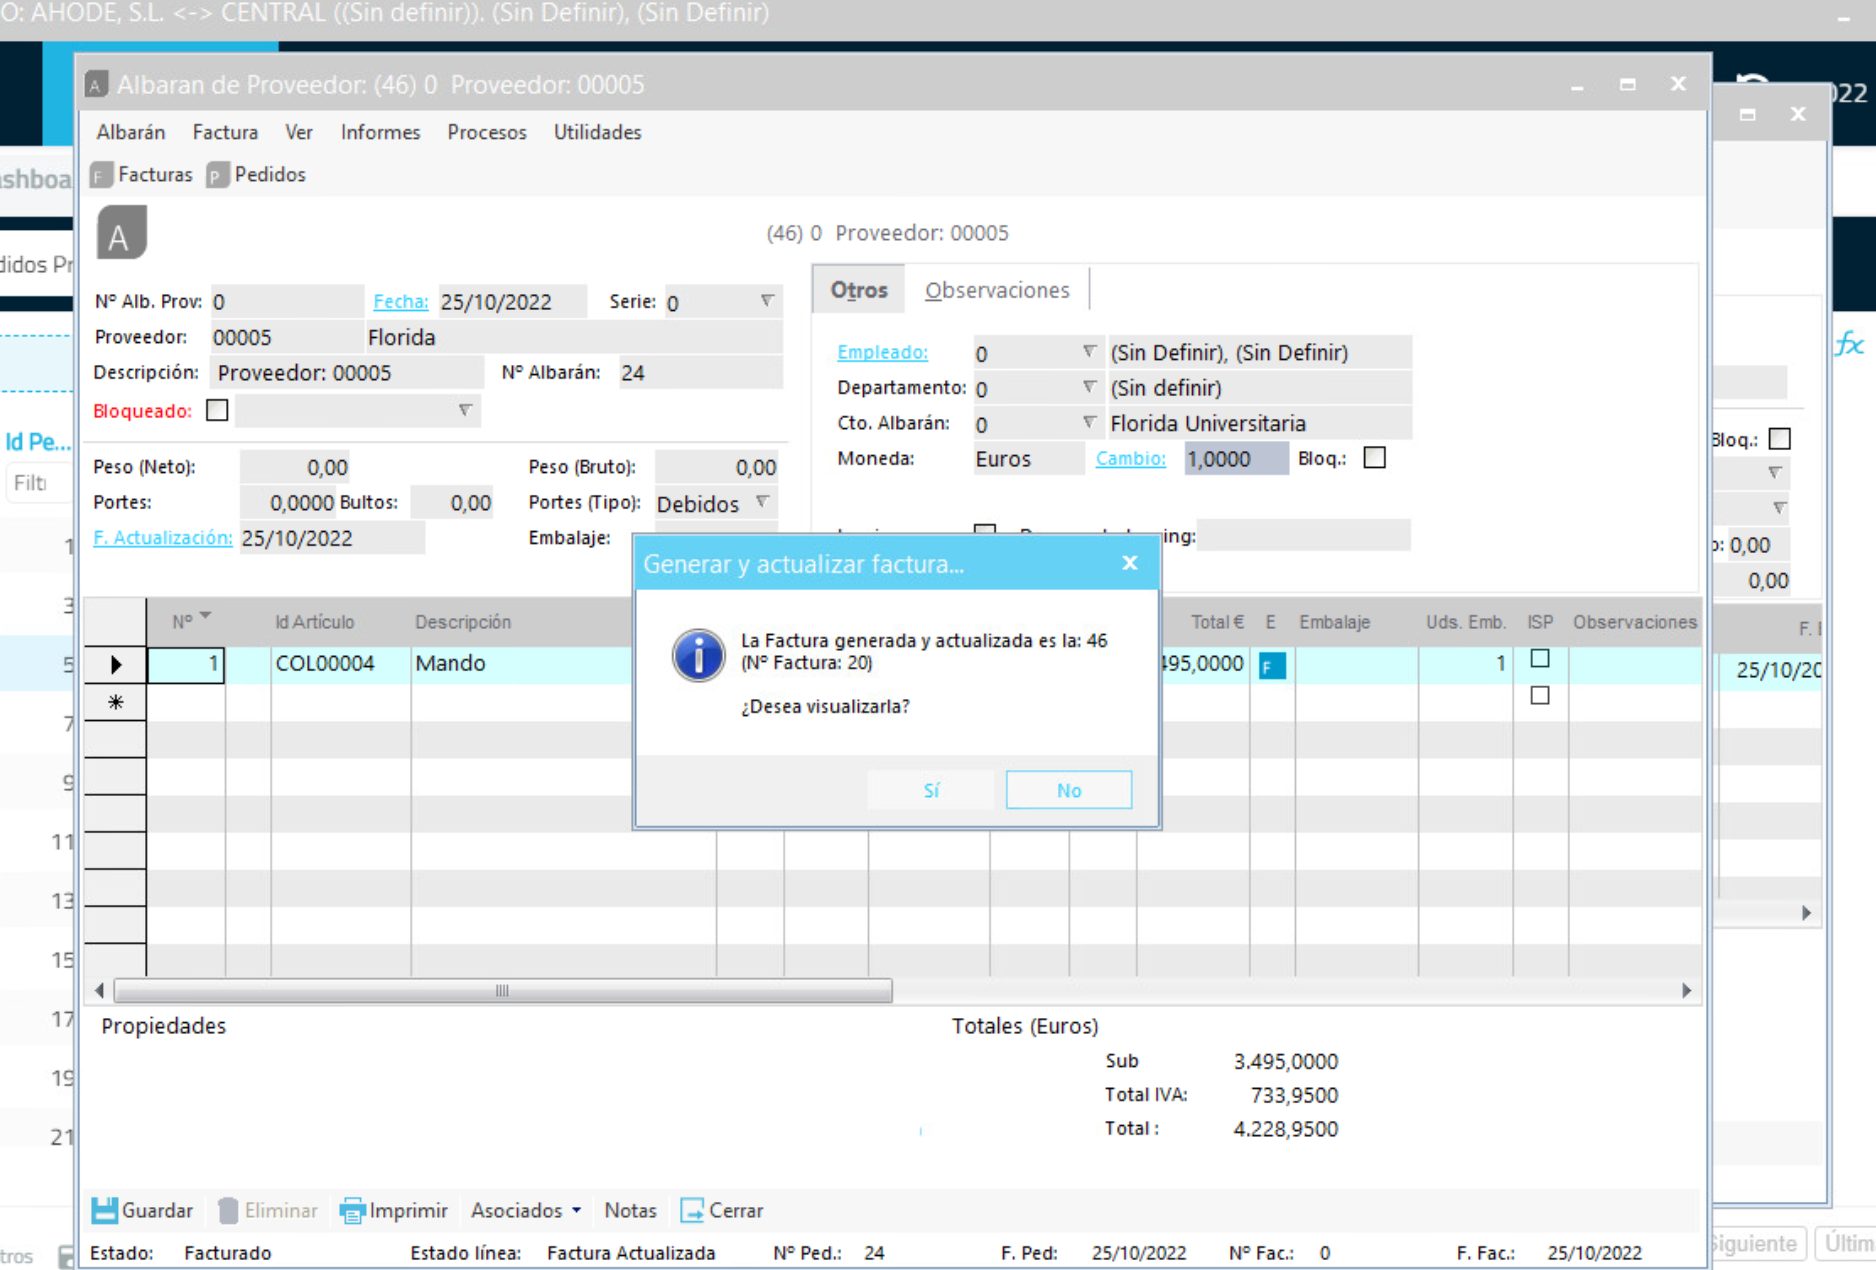 O: AHODE, S.L. <-> CENTRAL ((Sin definir)). (Sin Definir), (Sin Definir)
Albaran de Proveedor: (46) 0 Proveedor: 00005
Albarán Factura Ver Informes Procesos Utilidades
F Facturas P Pedidos
A
(46) 0 Proveedor: 00005
Nº Alb. Prov: 0 Fecha: 25/10/2022 Serie: 0
Proveedor: 00005 Florida
Descripción: Proveedor: 00005 Nº Albarán: 24
Bloqueado:
Peso (Neto): 0,00 Peso (Bruto): 0,00
Portes: 0,0000 Bultos: 0,00 Portes (Tipo): Debidos
F. Actualización: 25/10/2022 Embalaje:
Otros Observaciones
Empleado: 0 (Sin Definir), (Sin Definir)
Departamento: 0 (Sin definir)
Cto. Albarán: 0 Florida Universitaria
Moneda: Euros Cambio: 1,0000 Bloq.:
ing:
Generar y actualizar factura...
La Factura generada y actualizada es la: 46
(Nº Factura: 20)
¿Desea visualizarla?
Sí No
Nº Id Artículo Descripción Total € E Embalaje Uds. Emb. ISP Observaciones
1 COL00004 Mando 495,0000 F 1
Propiedades Totales (Euros)
Sub 3.495,0000
Total IVA: 733,9500
Total : 4.228,9500
Guardar Eliminar Imprimir Asociados Notas Cerrar
Estado: Facturado Estado línea: Factura Actualizada Nº Ped.: 24 F. Ped: 25/10/2022 Nº Fac.: 0 F. Fac.: 25/10/2022
shboa
didos Pr
Id Pe...
Filt
1
3
5
7
9
11
13
15
17
19
21
tros
022
fx
Bloq.:
0,00
0,00
F.
25/10/20
Siguiente Últim